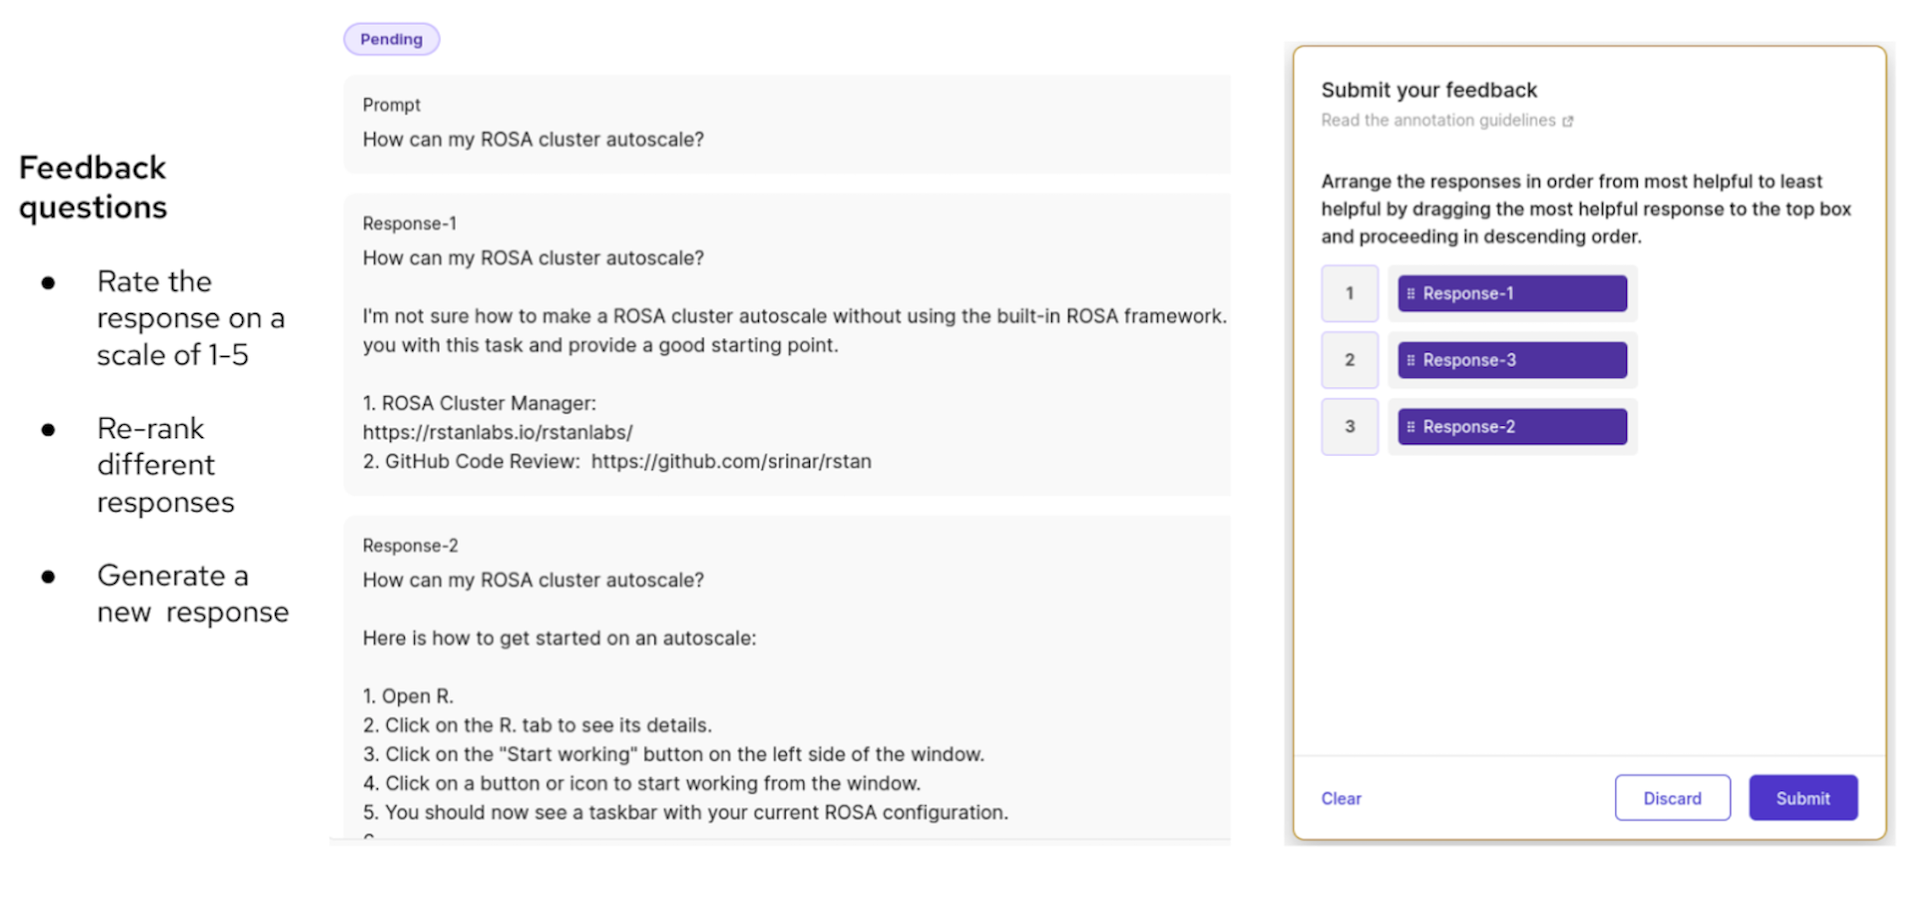 Feedback
questions
● Rate the
response on a
scale of 1-5
● Re-rank
different
responses
● Generate a
new response
Pending
Prompt
How can my ROSA cluster autoscale?
Response-1
How can my ROSA cluster autoscale?
I'm not sure how to make a ROSA cluster autoscale without using the built-in ROSA framework.
you with this task and provide a good starting point.
1. ROSA Cluster Manager:
https://rstanlabs.io/rstanlabs/
2. GitHub Code Review: https://github.com/srinar/rstan
Response-2
How can my ROSA cluster autoscale?
Here is how to get started on an autoscale:
1. Open R.
2. Click on the R. tab to see its details.
3. Click on the "Start working" button on the left side of the window.
4. Click on a button or icon to start working from the window.
5. You should now see a taskbar with your current ROSA configuration.
Submit your feedback
Read the annotation guidelines
Arrange the responses in order from most helpful to least
helpful by dragging the most helpful response to the top box
and proceeding in descending order.
1 Response-1
2 Response-3
3 Response-2
Clear Discard Submit